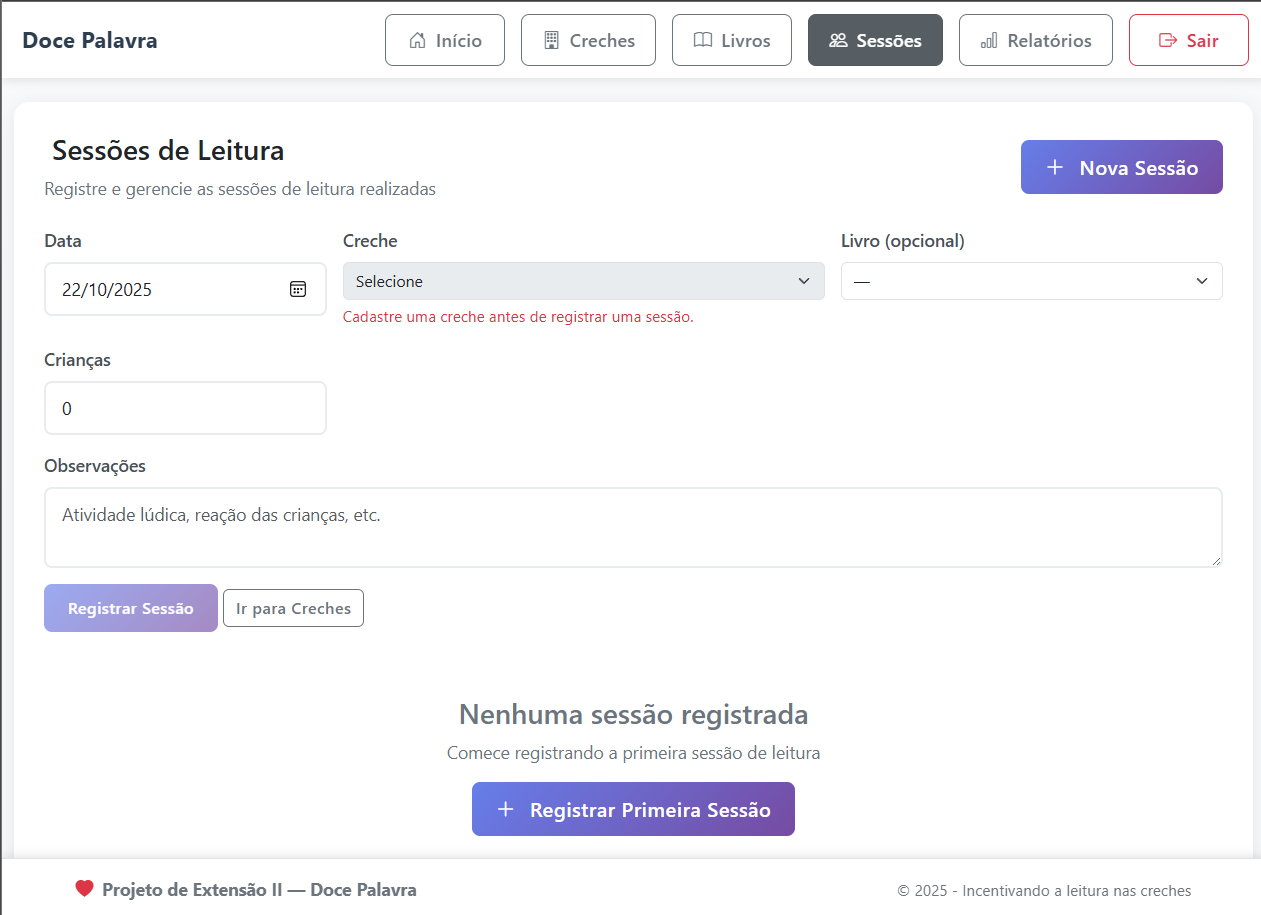 Doce Palavra
Início
Creches
Livros
Sessões
Relatórios
Sair
Sessões de Leitura
Registre e gerencie as sessões de leitura realizadas
Nova Sessão
Data
Creche
Livro (opcional)
22/10/2025
Selecione
—
Cadastre uma creche antes de registrar uma sessão.
Crianças
0
Observações
Atividade lúdica, reação das crianças, etc.
Registrar Sessão
Ir para Creches
Nenhuma sessão registrada
Comece registrando a primeira sessão de leitura
Registrar Primeira Sessão
Projeto de Extensão II — Doce Palavra
© 2025 - Incentivando a leitura nas creches